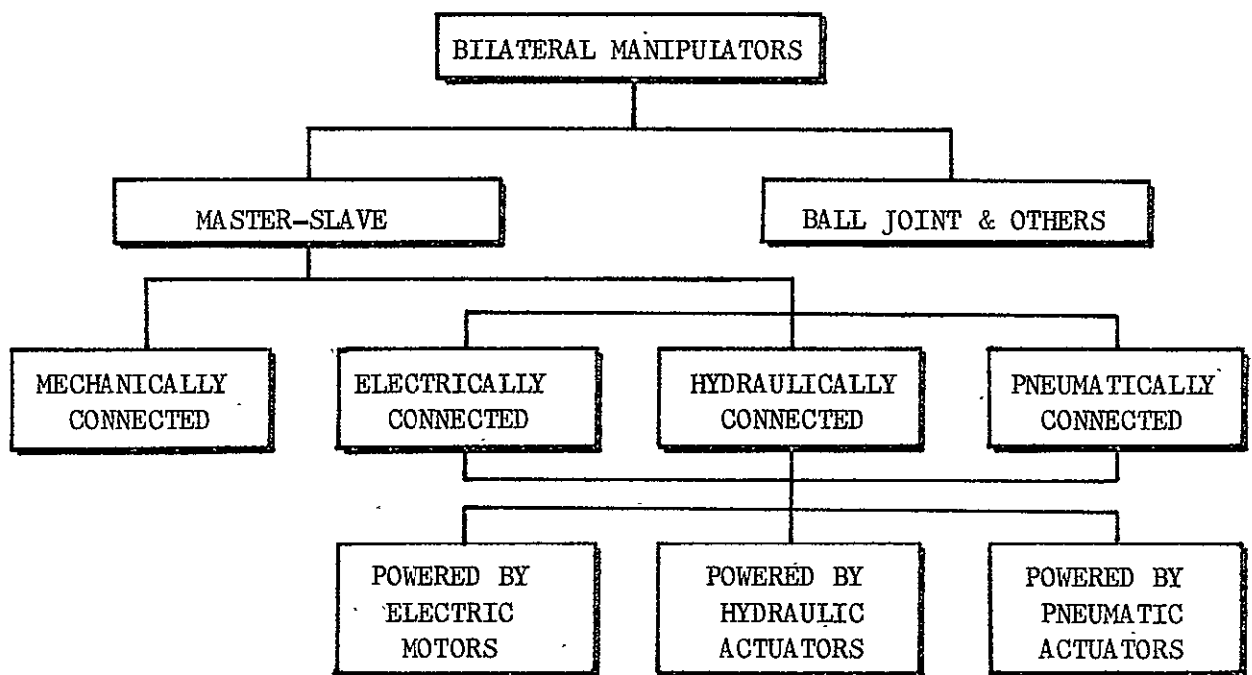 BILATERAL MANIPULATORS
MASTER-SLAVE
BALL JOINT & OTHERS
MECHANICALLY
CONNECTED
ELECTRICALLY
CONNECTED
HYDRAULICALLY
CONNECTED
PNEUMATICALLY
CONNECTED
POWERED BY
ELECTRIC
MOTORS
POWERED BY
HYDRAULIC
ACTUATORS
POWERED BY
PNEUMATIC
ACTUATORS